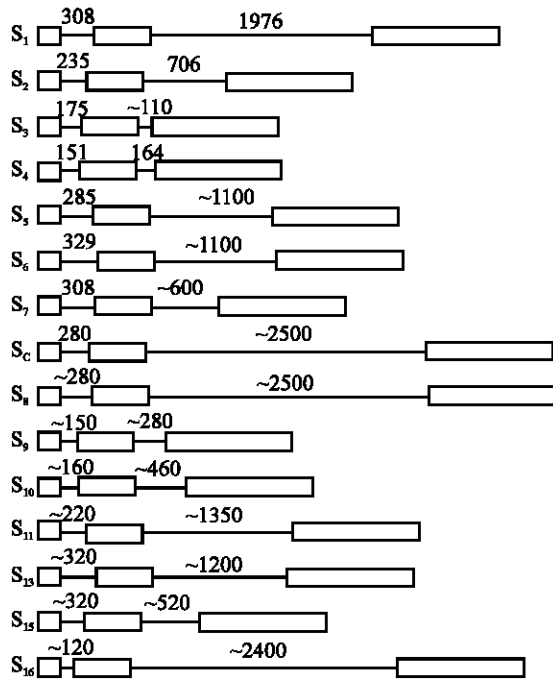 308 1976
S1
235 706
S2
175 ~110
S3
151 164
S4
285 ~1100
S5
329 ~1100
S6
308 ~600
S7
280 ~2500
SC
~280 ~2500
S8
~150 ~280
S9
~160 ~460
S10
~220 ~1350
S11
~320 ~1200
S13
~320 ~520
S15
~120 ~2400
S16